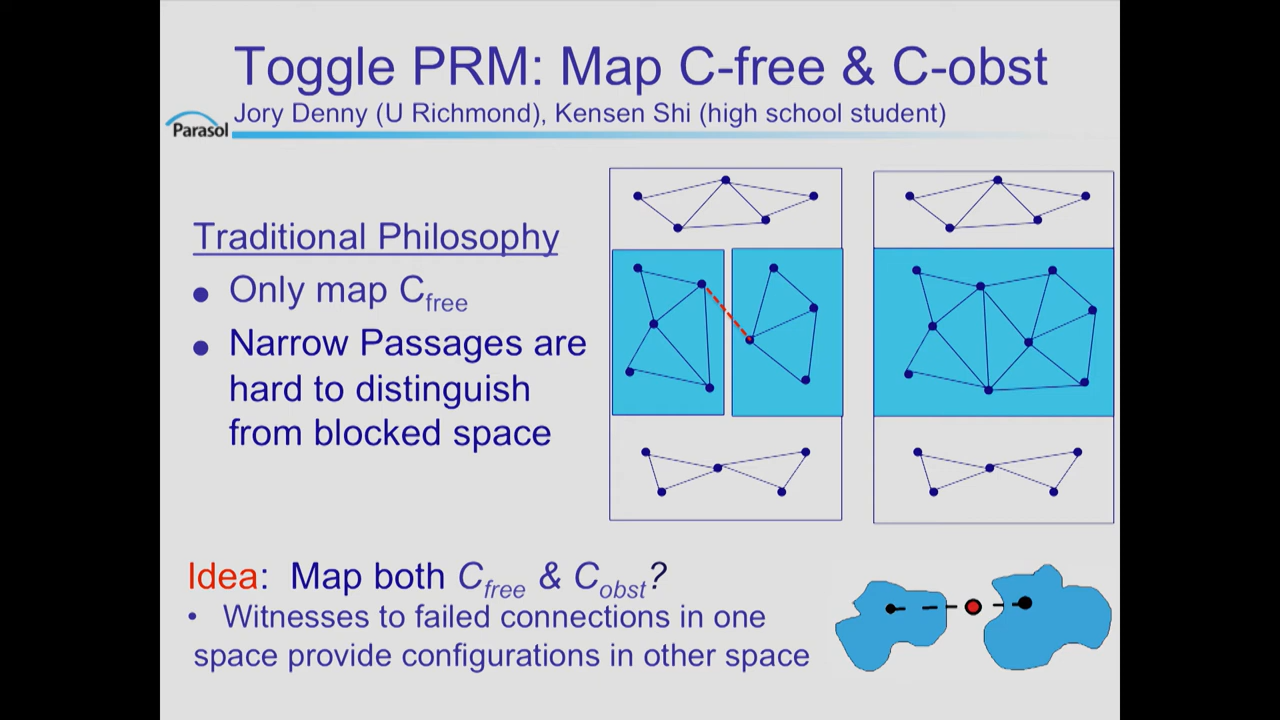 Toggle PRM: Map C-free & C-obst
Jory Denny (U Richmond), Kensen Shi (high school student)
Parasol
Traditional Philosophy
● Only map Cfree
● Narrow Passages are
hard to distinguish
from blocked space
Idea: Map both Cfree & Cobst?
• Witnesses to failed connections in one
space provide configurations in other space